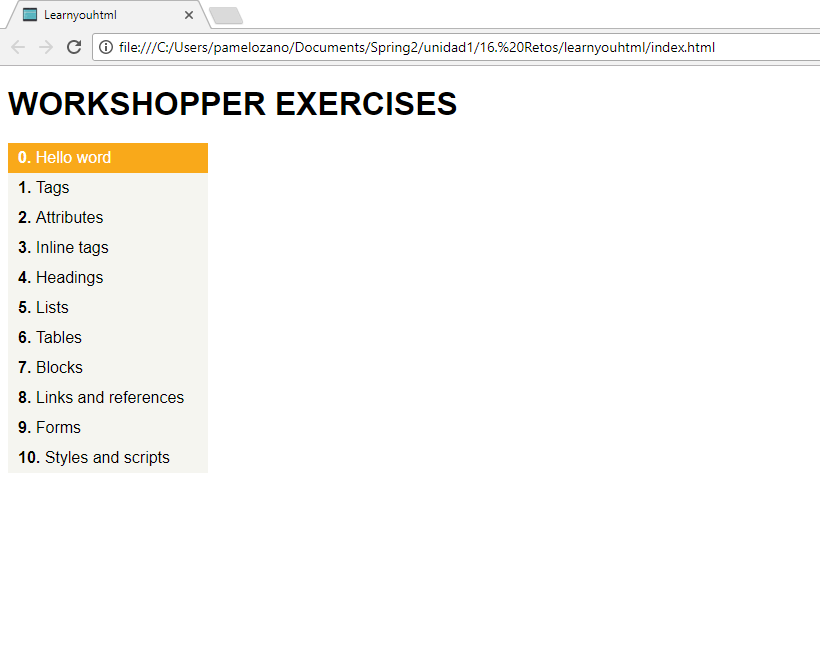 Learnyouhtml
file:///C:/Users/pamelozano/Documents/Spring2/unidad1/16.%20Retos/learnyouhtml/index.html
WORKSHOPPER EXERCISES
0. Hello word
1. Tags
2. Attributes
3. Inline tags
4. Headings
5. Lists
6. Tables
7. Blocks
8. Links and references
9. Forms
10. Styles and scripts